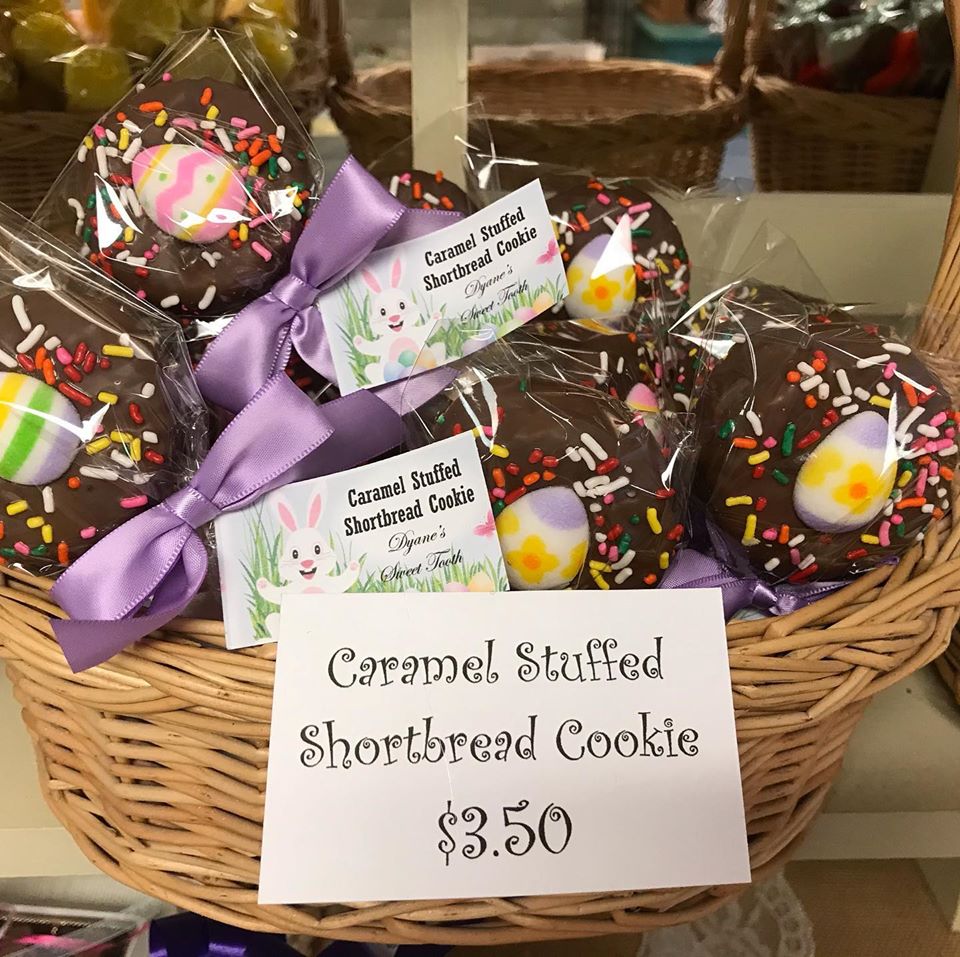 Caramel Stuffed
Shortbread Cookie
Dyane's
Sweet Tooth
Caramel Stuffed
Shortbread Cookie
Dyane's
Sweet Tooth
Caramel Stuffed
Shortbread Cookie
$3.50